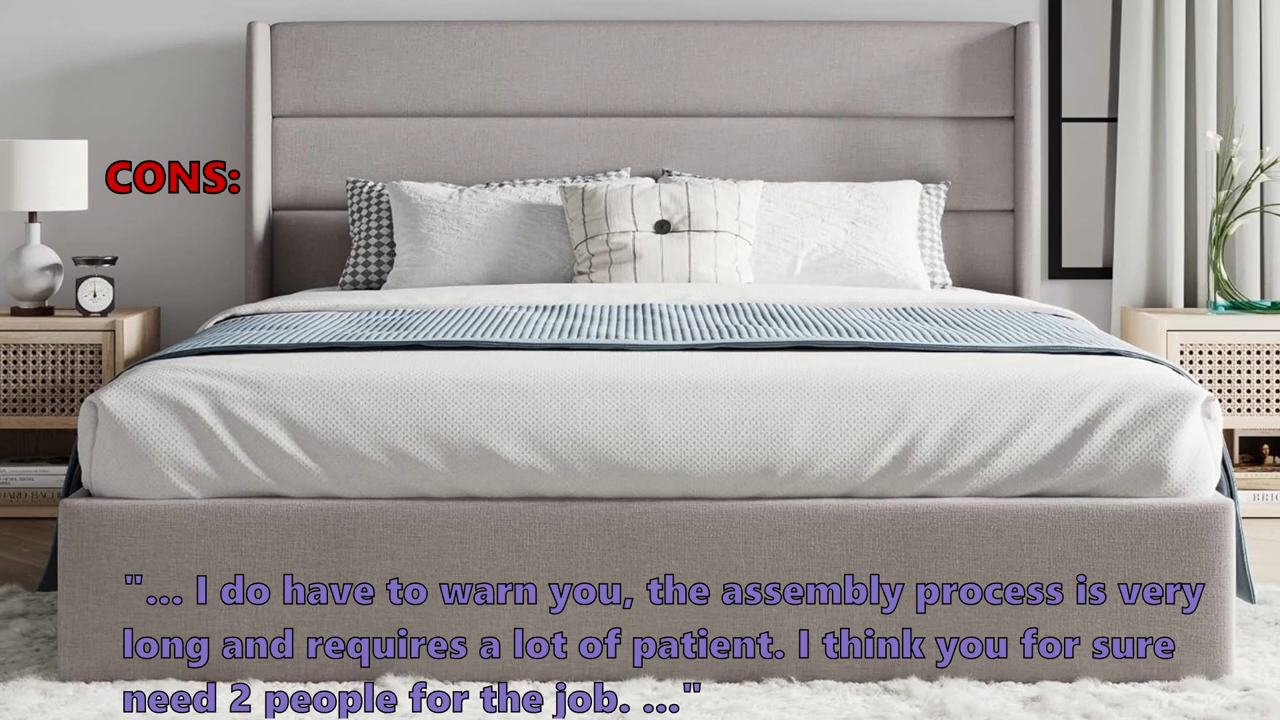 CONS:
"... I do have to warn you, the assembly process is very
long and requires a lot of patient. I think you for sure
need 2 people for the job. ..."